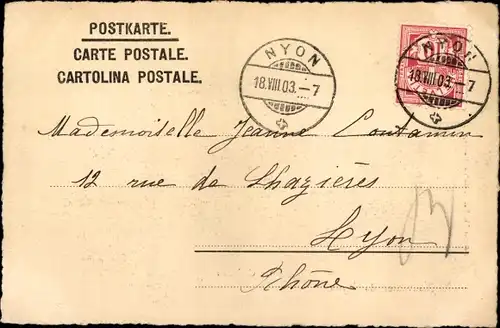 POSTKARTE.
CARTE POSTALE.
CARTOLINA POSTALE.
NYON
18.VIII.03.–7
NYON
18.VIII.03.–7
Mademoiselle Jeanne Coutamin
12 rue de Chazières
Lyon
Rhône